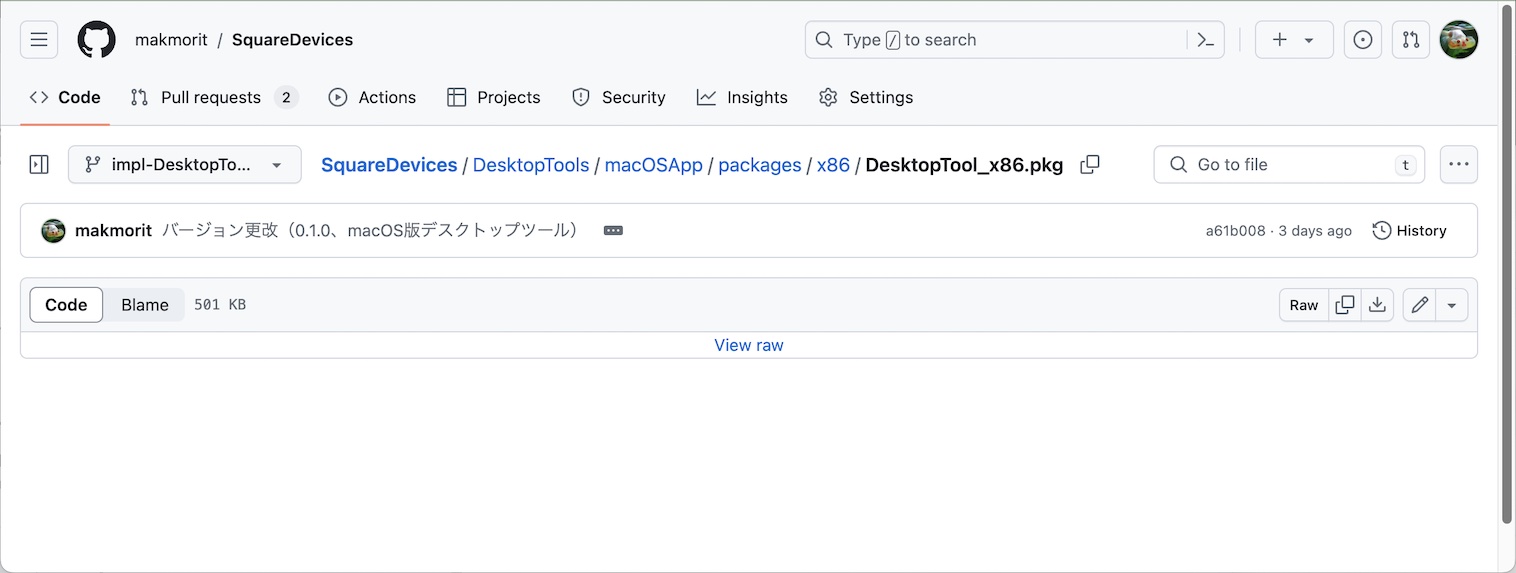 makmorit / SquareDevices Type / to search
Code Pull requests 2 Actions Projects Security Insights Settings
impl-DesktopTo... SquareDevices / DesktopTools / macOSApp / packages / x86 / DesktopTool_x86.pkg Go to file t
makmorit バージョン更改（0.1.0、macOS版デスクトップツール） a61b008 · 3 days ago History
Code Blame 501 KB Raw
View raw